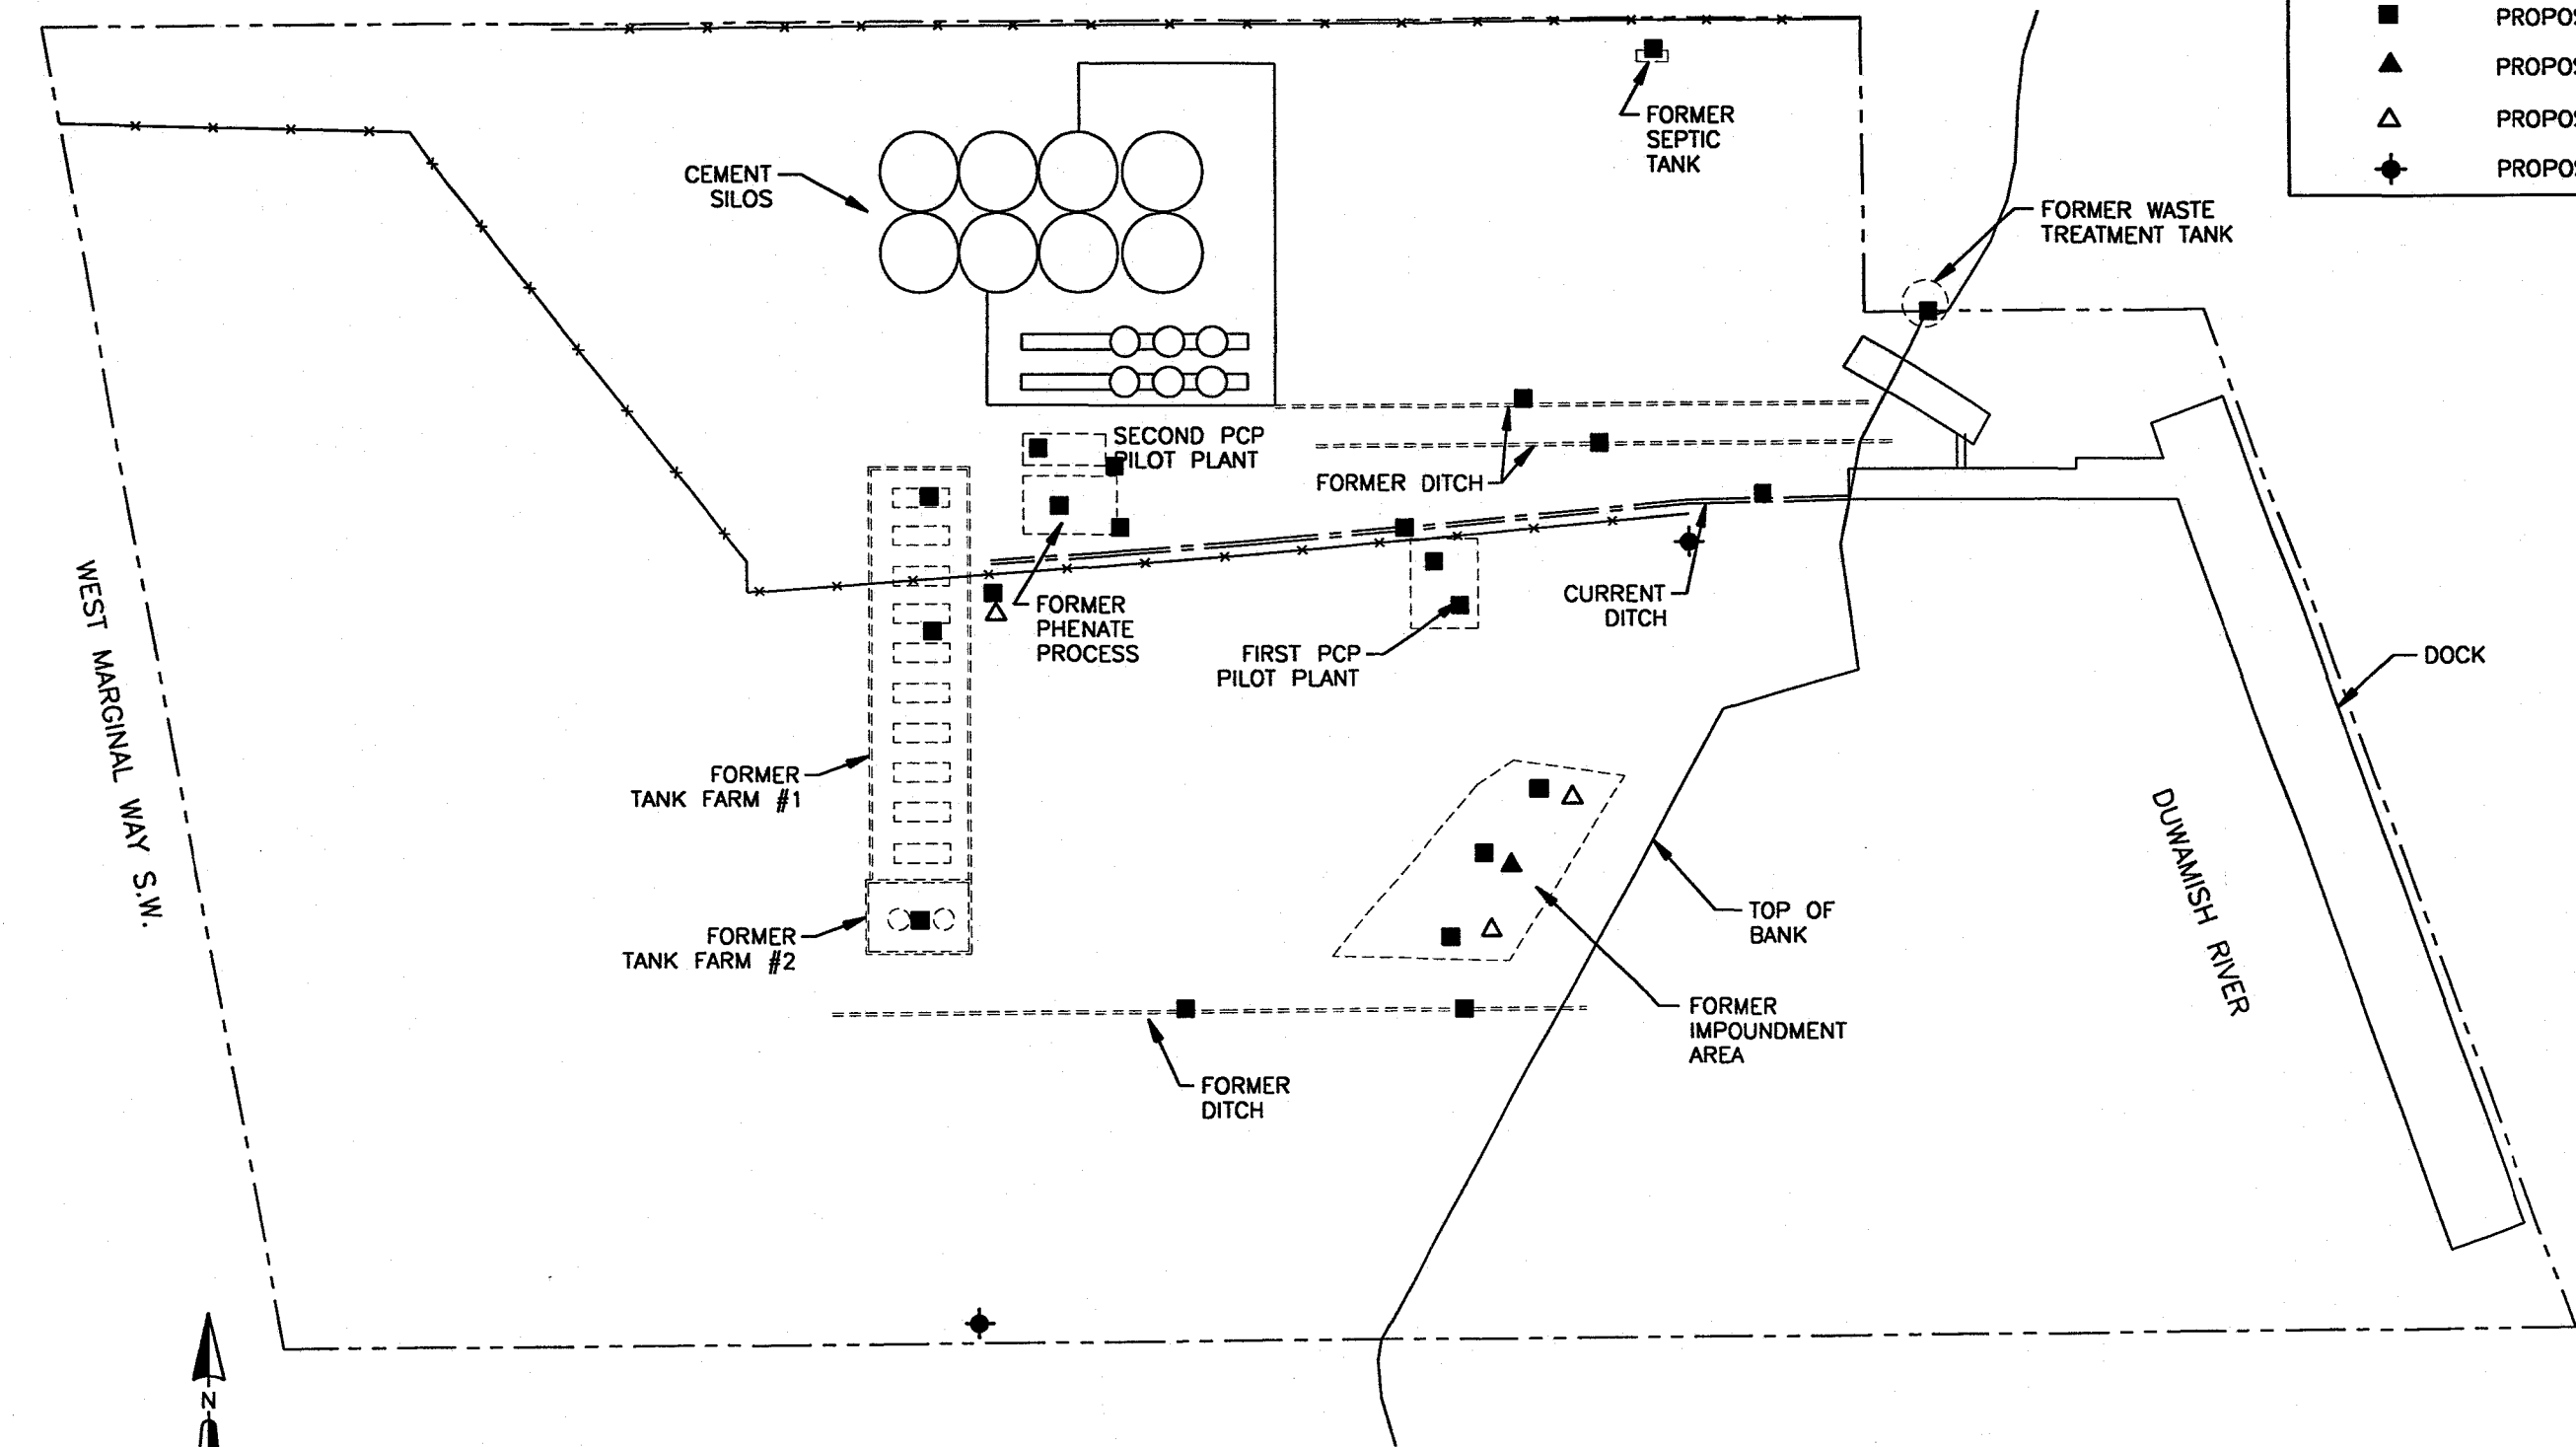 PROPOS
PROPOS
PROPOS
PROPOS
FORMER
SEPTIC
TANK
CEMENT
SILOS
FORMER WASTE
TREATMENT TANK
SECOND PCP
PILOT PLANT
FORMER DITCH
CURRENT
DITCH
FORMER
PHENATE
PROCESS
FIRST PCP
PILOT PLANT
DOCK
WEST MARGINAL WAY S.W.
FORMER
TANK FARM #1
DUWAMISH RIVER
TOP OF
BANK
FORMER
TANK FARM #2
FORMER
IMPOUNDMENT
AREA
FORMER
DITCH
N